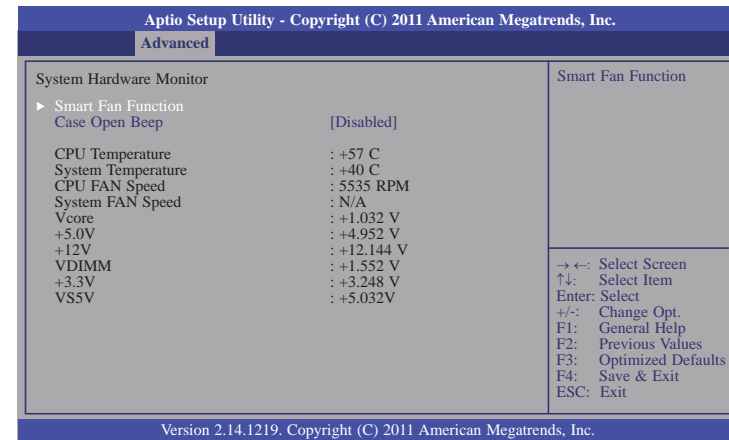 Aptio Setup Utility - Copyright (C) 2011 American Megatrends, Inc.
Advanced
System Hardware Monitor
► Smart Fan Function
Case Open Beep [Disabled]
CPU Temperature : +57 C
System Temperature : +40 C
CPU FAN Speed : 5535 RPM
System FAN Speed : N/A
Vcore : +1.032 V
+5.0V : +4.952 V
+12V : +12.144 V
VDIMM : +1.552 V
+3.3V : +3.248 V
VS5V : +5.032V
Smart Fan Function
→ ←: Select Screen
↑↓: Select Item
Enter: Select
+/-: Change Opt.
F1: General Help
F2: Previous Values
F3: Optimized Defaults
F4: Save & Exit
ESC: Exit
Version 2.14.1219. Copyright (C) 2011 American Megatrends, Inc.